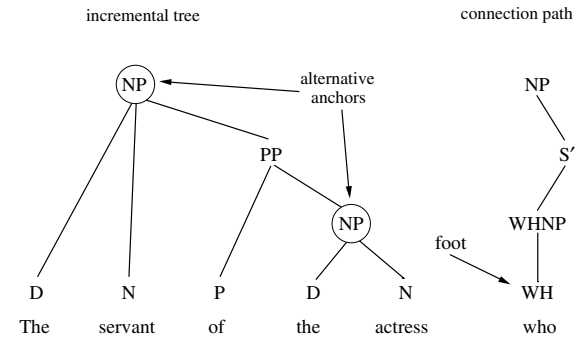 incremental tree connection path
NP alternative anchors NP
PP S′
NP WHNP
foot
D N P D N WH
The servant of the actress who